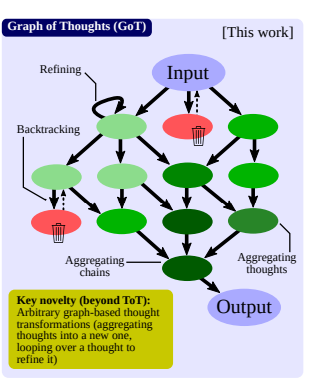 Graph of Thoughts (GoT)
[This work]
Refining
Input
Backtracking
Aggregating
chains
Aggregating
thoughts
Output
Key novelty (beyond ToT):
Arbitrary graph-based thought
transformations (aggregating
thoughts into a new one,
looping over a thought to
refine it)